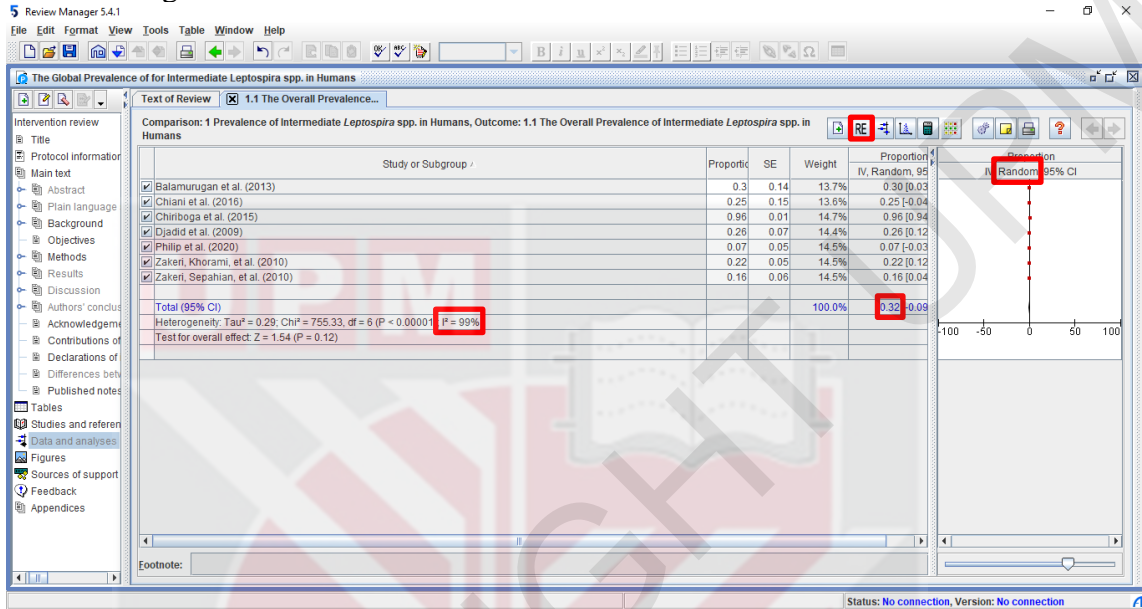 Review Manager 5.4.1
File Edit Format View Tools Table Window Help
The Global Prevalence of for Intermediate Leptospira spp. in Humans
Text of Review 1.1 The Overall Prevalence...
Intervention review
Title
Protocol informatior
Main text
Abstract
Plain language
Background
Objectives
Methods
Results
Discussion
Authors' conclus
Acknowledgeme
Contributions of
Declarations of
Differences betw
Published notes
Tables
Studies and referen
Data and analyses
Figures
Sources of support
Feedback
Appendices
Comparison: 1 Prevalence of Intermediate Leptospira spp. in Humans, Outcome: 1.1 The Overall Prevalence of Intermediate Leptospira spp. in
Humans
RE
Study or Subgroup Proportic SE Weight Proportion
IV, Random, 95
Balamurugan et al. (2013) 0.3 0.14 13.7% 0.30 [0.03
Chiani et al. (2016) 0.25 0.15 13.6% 0.25 [-0.04
Chiriboga et al. (2015) 0.96 0.01 14.7% 0.96 [0.94
Djadid et al. (2009) 0.26 0.07 14.4% 0.26 [0.12
Philip et al. (2020) 0.07 0.05 14.5% 0.07 [-0.03
Zakeri, Khorami, et al. (2010) 0.22 0.05 14.5% 0.22 [0.12
Zakeri, Sepahian, et al. (2010) 0.16 0.06 14.5% 0.16 [0.04
Total (95% CI) 100.0% 0.32 [-0.09
Heterogeneity: Tau² = 0.29; Chi² = 755.33, df = 6 (P < 0.00001); I² = 99%
Test for overall effect: Z = 1.54 (P = 0.12)
Proportion
IV, Random, 95% CI
-100 -50 0 50 100
Footnote:
Status: No connection, Version: No connection
UPM